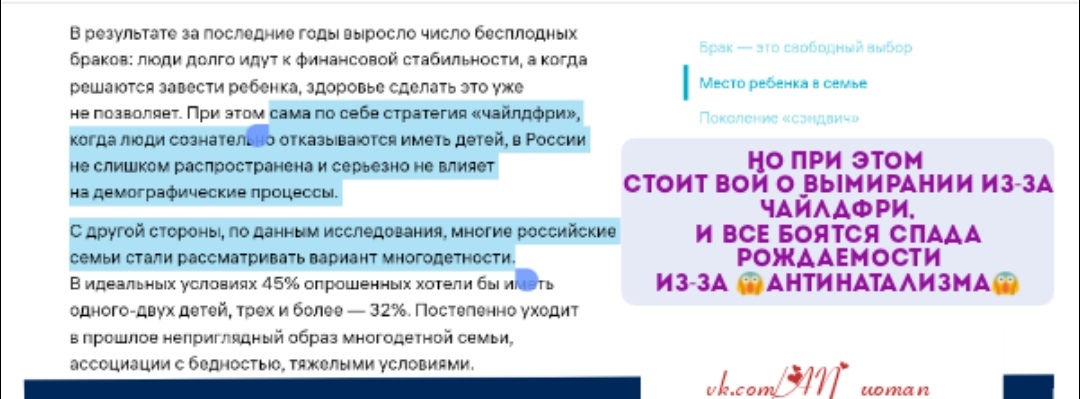 В результате за последние годы выросло число бесплодных
браков: люди долго идут к финансовой стабильности, а когда
решаются завести ребенка, здоровье сделать это уже
не позволяет. При этом сама по себе стратегия «чайлдфри»,
когда люди сознательно отказываются иметь детей, в России
не слишком распространена и серьезно не влияет
на демографические процессы.
С другой стороны, по данным исследования, многие российские
семьи стали рассматривать вариант многодетности.
В идеальных условиях 45% опрошенных хотели бы иметь
одного-двух детей, трех и более — 32%. Постепенно уходит
в прошлое неприглядный образ многодетной семьи,
ассоциации с бедностью, тяжелыми условиями.
Брак — это свободный выбор
Место ребенка в семье
Поколение «сэндвич»
НО ПРИ ЭТОМ
СТОИТ ВОЙ О ВЫМИРАНИИ ИЗ-ЗА
ЧАЙЛДФРИ,
И ВСЕ БОЯТСЯ СПАДА
РОЖДАЕМОСТИ
ИЗ-ЗА 😱АНТИНАТАЛИЗМА😱
vk.com/AN woman